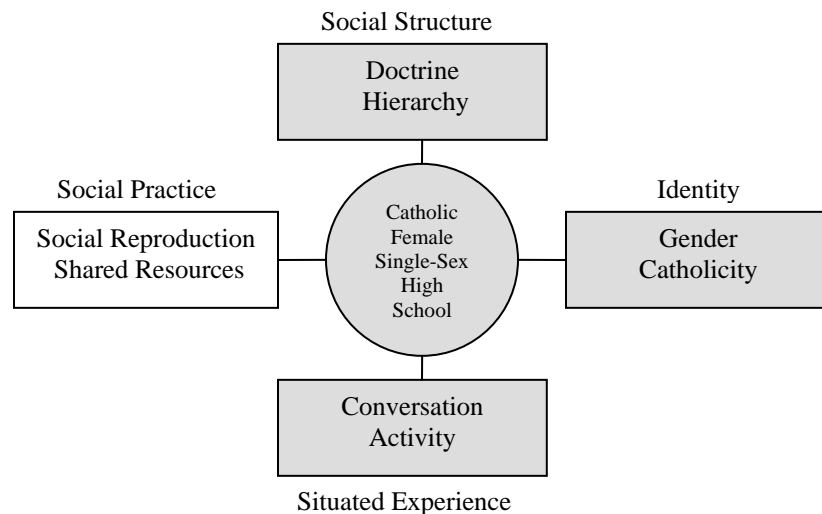 Social Structure
Doctrine
Hierarchy
Social Practice
Social Reproduction
Shared Resources
Catholic
Female
Single-Sex
High
School
Identity
Gender
Catholicity
Conversation
Activity
Situated Experience